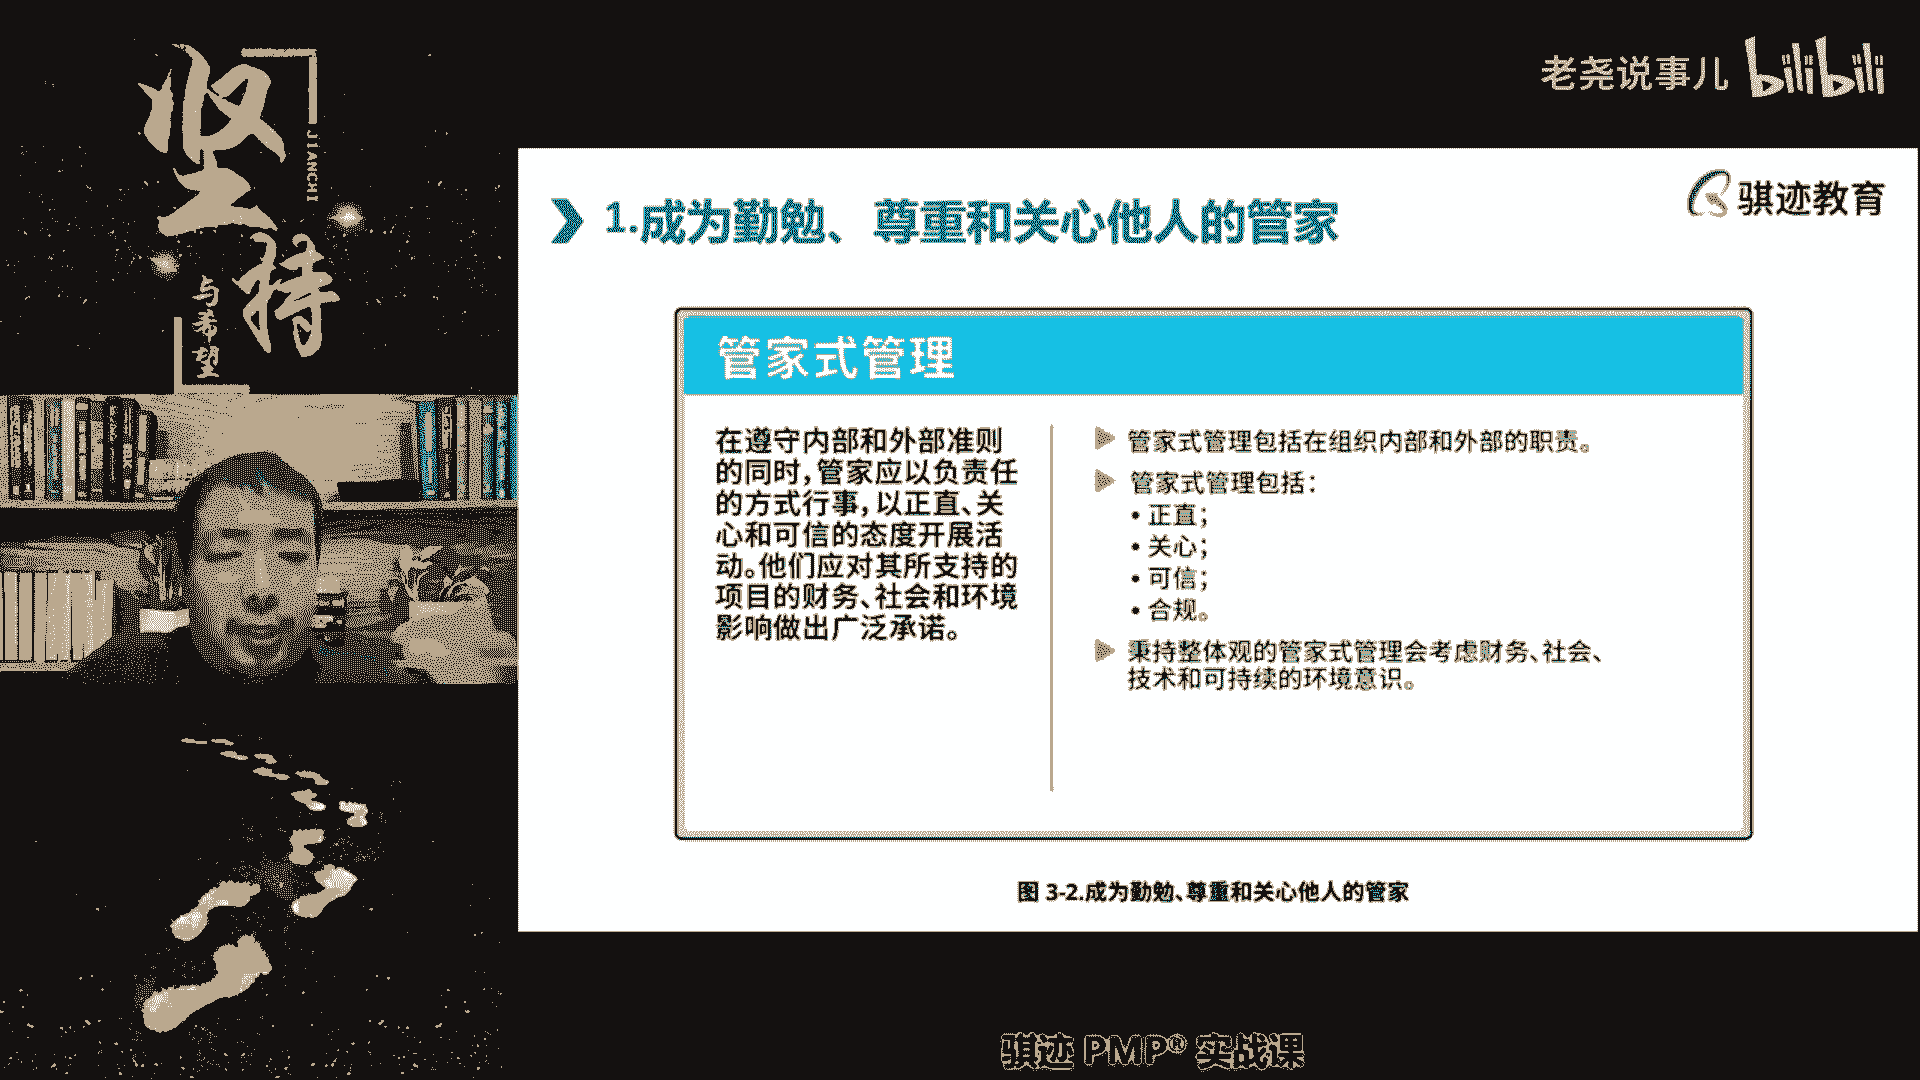 坚持
JIANCHI
与希望
老尧说事儿 bilibili
骐迹教育
1.成为勤勉、尊重和关心他人的管家
管家式管理
在遵守内部和外部准则
的同时,管家应以负责任
的方式行事,以正直、关
心和可信的态度开展活
动。他们应对其所支持的
项目的财务、社会和环境
影响做出广泛承诺。
管家式管理包括在组织内部和外部的职责。
管家式管理包括:
• 正直;
• 关心;
• 可信;
• 合规。
秉持整体观的管家式管理会考虑财务、社会、
技术和可持续的环境意识。
图 3-2.成为勤勉、尊重和关心他人的管家
骐迹 PMP® 实战课